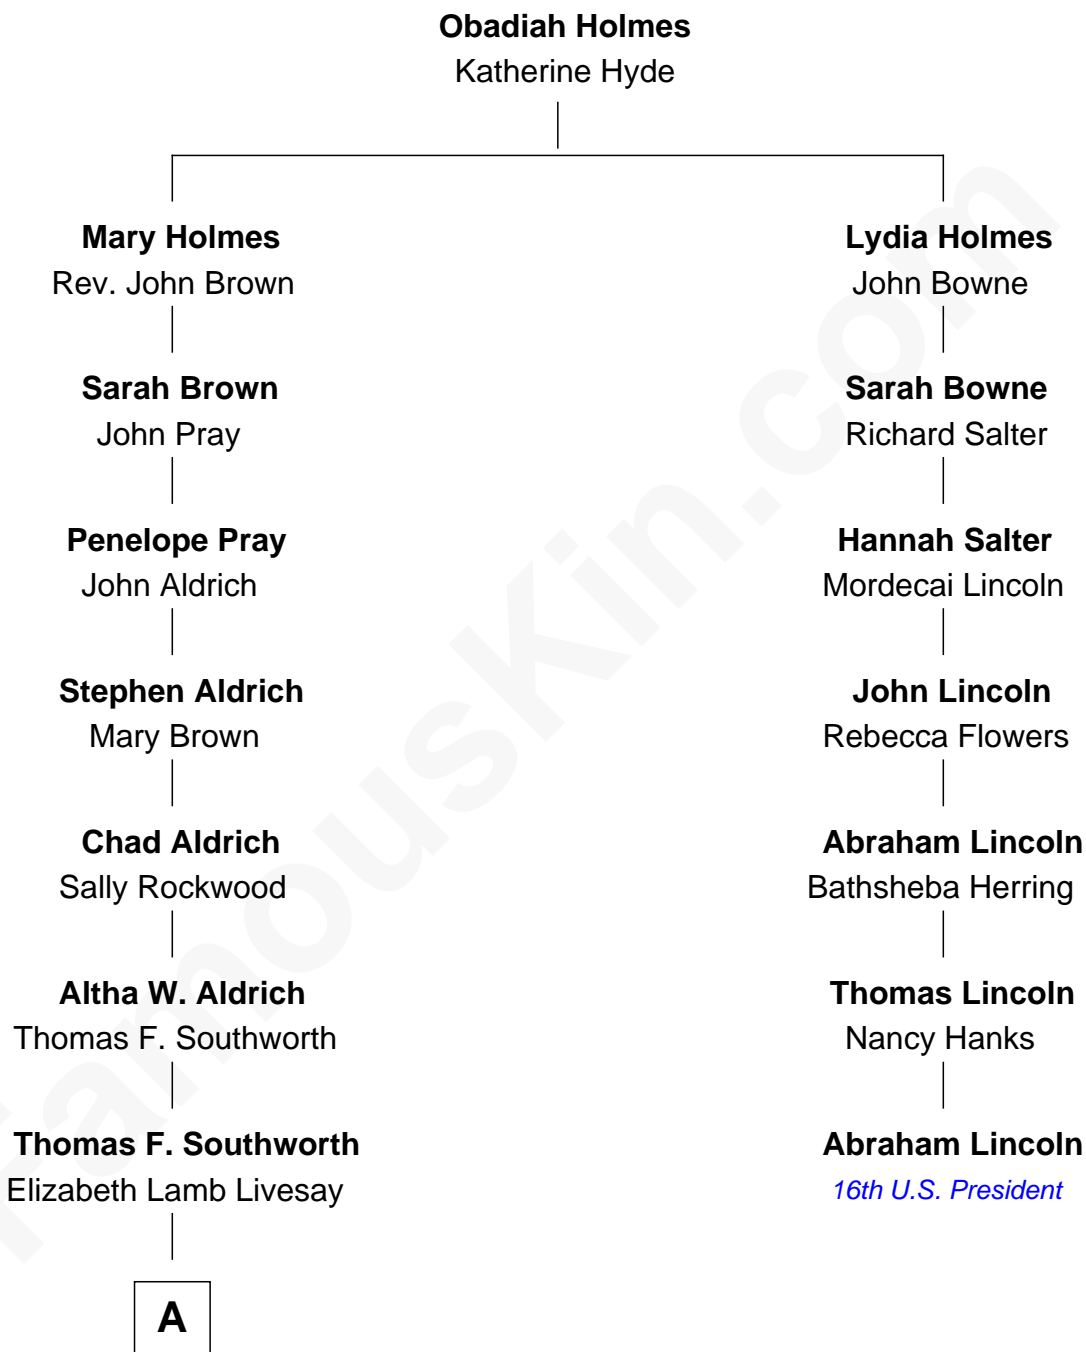 Obadiah Holmes
Katherine Hyde
Mary Holmes
Rev. John Brown
Lydia Holmes
John Bowne
Sarah Brown
John Pray
Sarah Bowne
Richard Salter
Penelope Pray
John Aldrich
Hannah Salter
Mordecai Lincoln
Stephen Aldrich
Mary Brown
John Lincoln
Rebecca Flowers
Chad Aldrich
Sally Rockwood
Abraham Lincoln
Bathsheba Herring
Altha W. Aldrich
Thomas F. Southworth
Thomas Lincoln
Nancy Hanks
Thomas F. Southworth
Elizabeth Lamb Livesay
Abraham Lincoln
16th U.S. President
A
FamousKin.com